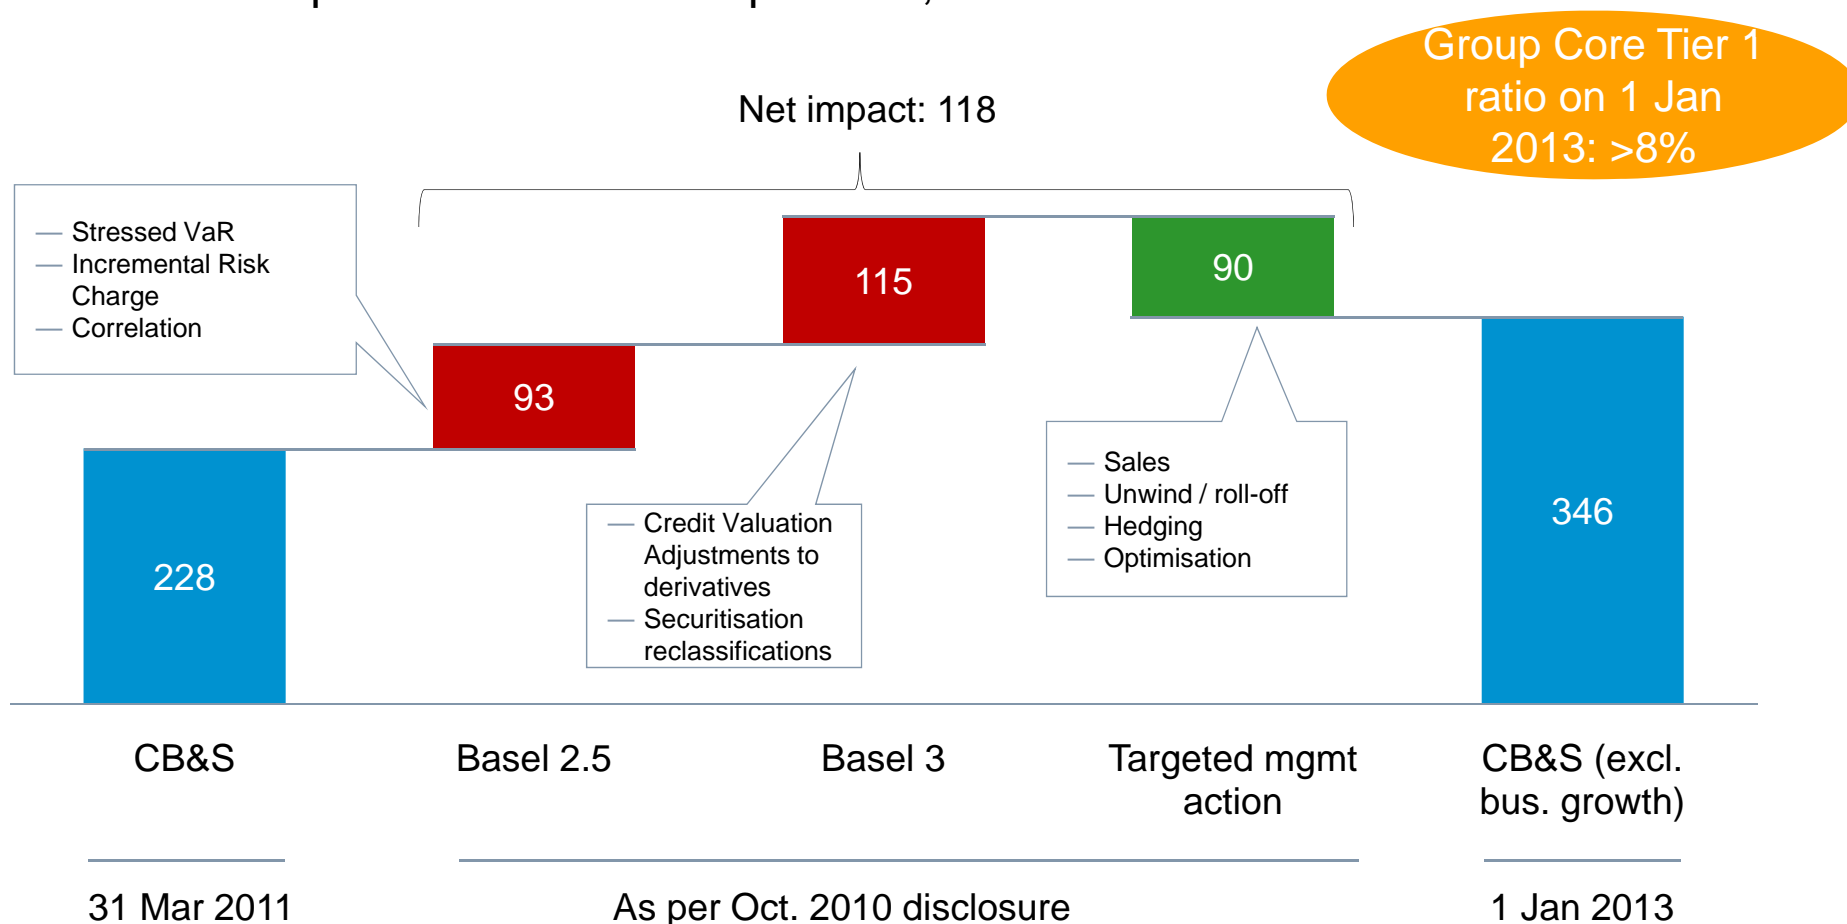 Group Core Tier 1
ratio on 1 Jan
2013: >8%
Net impact: 118
— Stressed VaR
— Incremental Risk
Charge
— Correlation
115
90
93
— Sales
— Unwind / roll-off
— Hedging
— Optimisation
— Credit Valuation
Adjustments to
derivatives
— Securitisation
reclassifications
346
228
CB&S
Basel 2.5
Basel 3
Targeted mgmt
action
CB&S (excl.
bus. growth)
31 Mar 2011
As per Oct. 2010 disclosure
1 Jan 2013